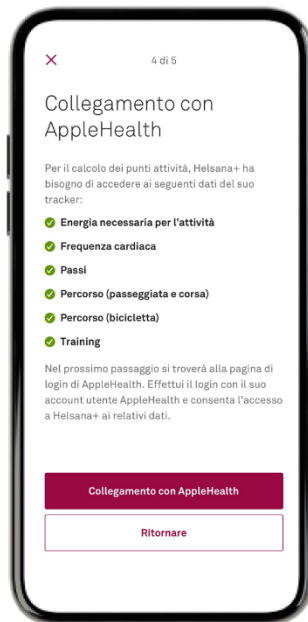 4 di 5
Collegamento con
AppleHealth
Per il calcolo dei punti attività, Helsana+ ha
bisogno di accedere ai seguenti dati del suo
tracker:
Energia necessaria per l'attività
Frequenza cardiaca
Passi
Percorso (passeggiata e corsa)
Percorso (bicicletta)
Training
Nel prossimo passaggio si troverà alla pagina di
login di AppleHealth. Effettui il login con il suo
account utente AppleHealth e consenta l'accesso
a Helsana+ ai relativi dati.
Collegamento con AppleHealth
Ritornare